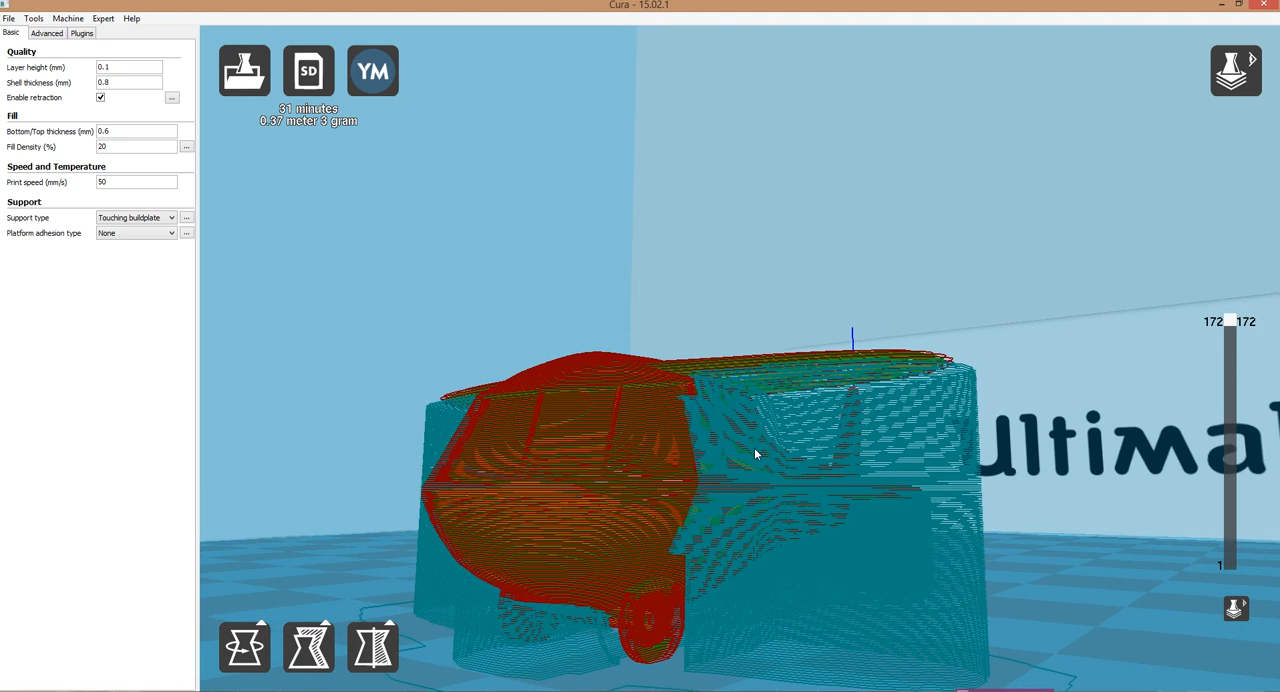 Cura - 15.02.1
File Tools Machine Expert Help
Basic Advanced Plugins
Quality
Layer height (mm) 0.1
Shell thickness (mm) 0.8
Enable retraction ...
Fill
Bottom/Top thickness (mm) 0.6
Fill Density (%) 20 ...
Speed and Temperature
Print speed (mm/s) 50
Support
Support type Touching buildplate ...
Platform adhesion type None ...
SD YM
31 minutes
0.37 meter 3 gram
172 172
ultima
1